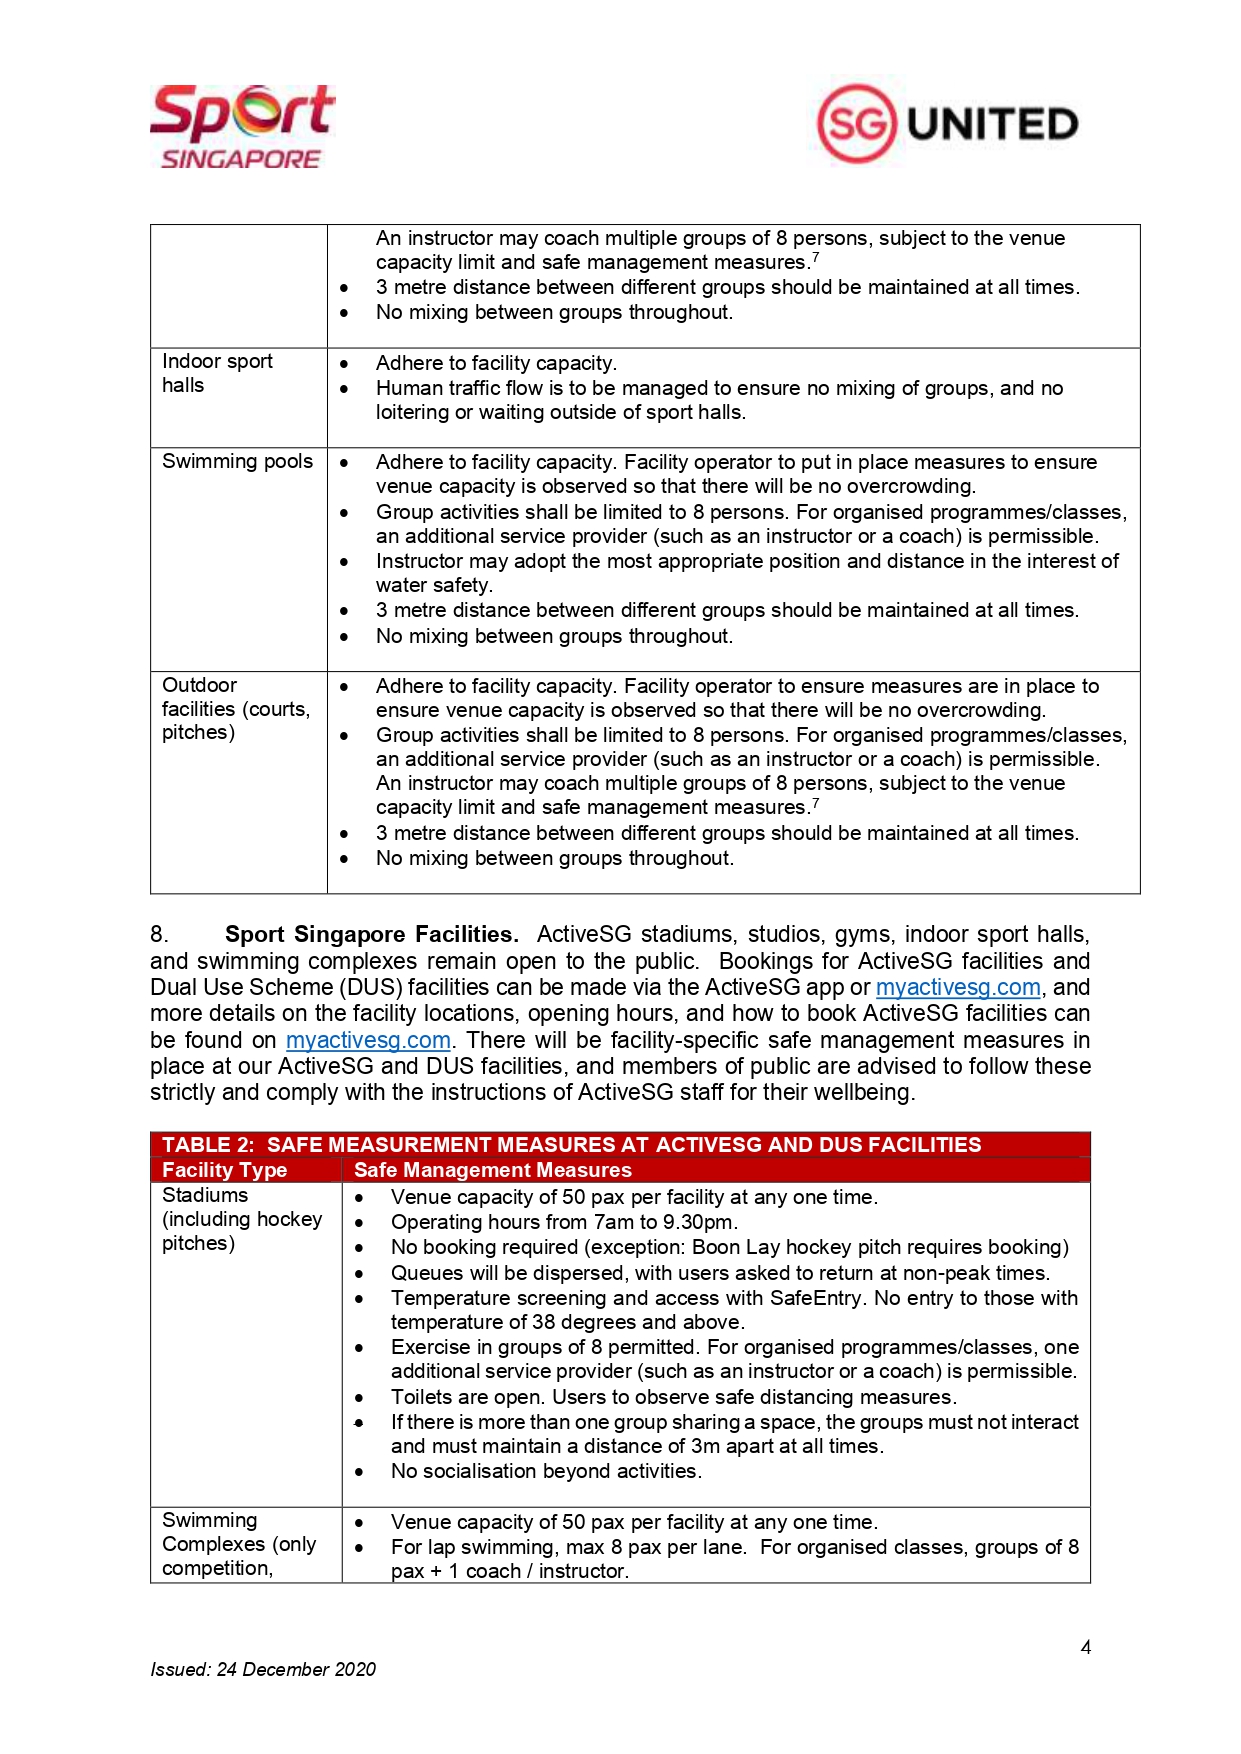 Sport
SINGAPORE
SG UNITED
An instructor may coach multiple groups of 8 persons, subject to the venue
capacity limit and safe management measures.7
• 3 metre distance between different groups should be maintained at all times.
• No mixing between groups throughout.
Indoor sport
halls
• Adhere to facility capacity.
• Human traffic flow is to be managed to ensure no mixing of groups, and no
loitering or waiting outside of sport halls.
Swimming pools
• Adhere to facility capacity. Facility operator to put in place measures to ensure
venue capacity is observed so that there will be no overcrowding.
• Group activities shall be limited to 8 persons. For organised programmes/classes,
an additional service provider (such as an instructor or a coach) is permissible.
• Instructor may adopt the most appropriate position and distance in the interest of
water safety.
• 3 metre distance between different groups should be maintained at all times.
• No mixing between groups throughout.
Outdoor
facilities (courts,
pitches)
• Adhere to facility capacity. Facility operator to ensure measures are in place to
ensure venue capacity is observed so that there will be no overcrowding.
• Group activities shall be limited to 8 persons. For organised programmes/classes,
an additional service provider (such as an instructor or a coach) is permissible.
An instructor may coach multiple groups of 8 persons, subject to the venue
capacity limit and safe management measures.7
• 3 metre distance between different groups should be maintained at all times.
• No mixing between groups throughout.
8. Sport Singapore Facilities. ActiveSG stadiums, studios, gyms, indoor sport halls,
and swimming complexes remain open to the public. Bookings for ActiveSG facilities and
Dual Use Scheme (DUS) facilities can be made via the ActiveSG app or myactivesg.com, and
more details on the facility locations, opening hours, and how to book ActiveSG facilities can
be found on myactivesg.com. There will be facility-specific safe management measures in
place at our ActiveSG and DUS facilities, and members of public are advised to follow these
strictly and comply with the instructions of ActiveSG staff for their wellbeing.
TABLE 2: SAFE MEASUREMENT MEASURES AT ACTIVESG AND DUS FACILITIES
Facility Type Safe Management Measures
Stadiums
(including hockey
pitches)
• Venue capacity of 50 pax per facility at any one time.
• Operating hours from 7am to 9.30pm.
• No booking required (exception: Boon Lay hockey pitch requires booking)
• Queues will be dispersed, with users asked to return at non-peak times.
• Temperature screening and access with SafeEntry. No entry to those with
temperature of 38 degrees and above.
• Exercise in groups of 8 permitted. For organised programmes/classes, one
additional service provider (such as an instructor or a coach) is permissible.
• Toilets are open. Users to observe safe distancing measures.
• If there is more than one group sharing a space, the groups must not interact
and must maintain a distance of 3m apart at all times.
• No socialisation beyond activities.
Swimming
Complexes (only
competition,
• Venue capacity of 50 pax per facility at any one time.
• For lap swimming, max 8 pax per lane. For organised classes, groups of 8
pax + 1 coach / instructor.
4
Issued: 24 December 2020